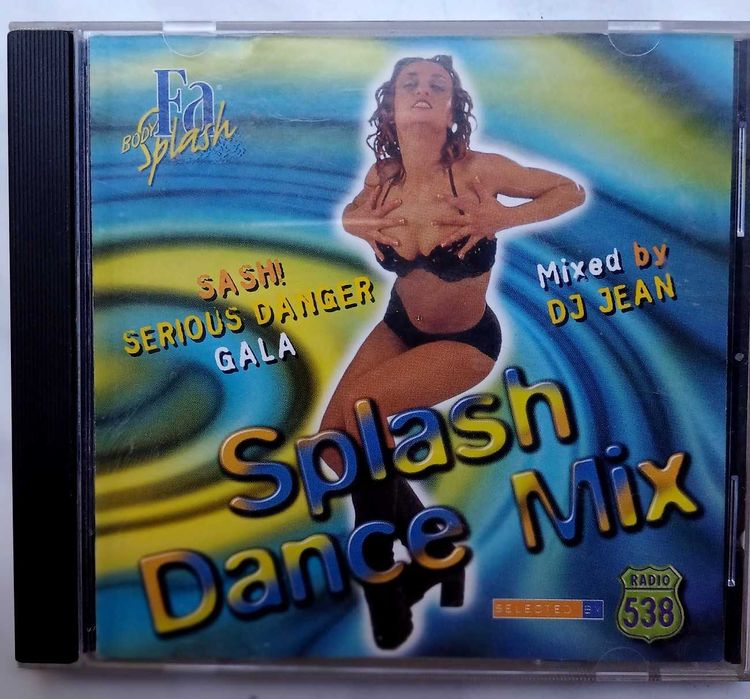 Fa
BODY
Splash
SASH!
SERIOUS DANGER
GALA
Mixed by
DJ JEAN
Splash
Dance Mix
SELECTED BY
RADIO
538